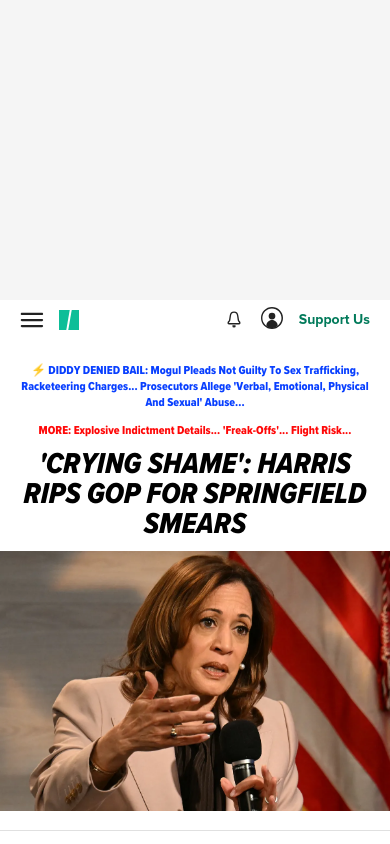 Support Us
⚡ DIDDY DENIED BAIL: Mogul Pleads Not Guilty To Sex Trafficking,
Racketeering Charges... Prosecutors Allege 'Verbal, Emotional, Physical
And Sexual' Abuse...
MORE: Explosive Indictment Details... 'Freak-Offs'... Flight Risk...
'CRYING SHAME': HARRIS
RIPS GOP FOR SPRINGFIELD
SMEARS